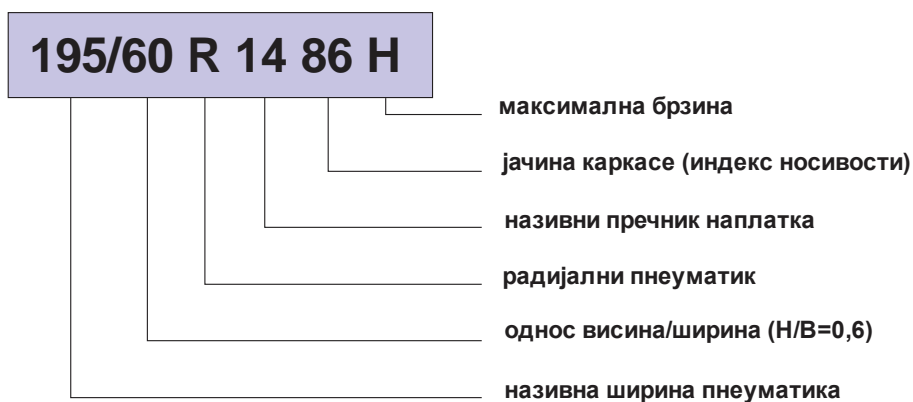 195/60 R 14 86 H
максимална брзина
јачина каркасе (индекс носивости)
називни пречник наплатка
радијални пнеуматик
однос висина/ширина (H/B=0,6)
називна ширина пнеуматика